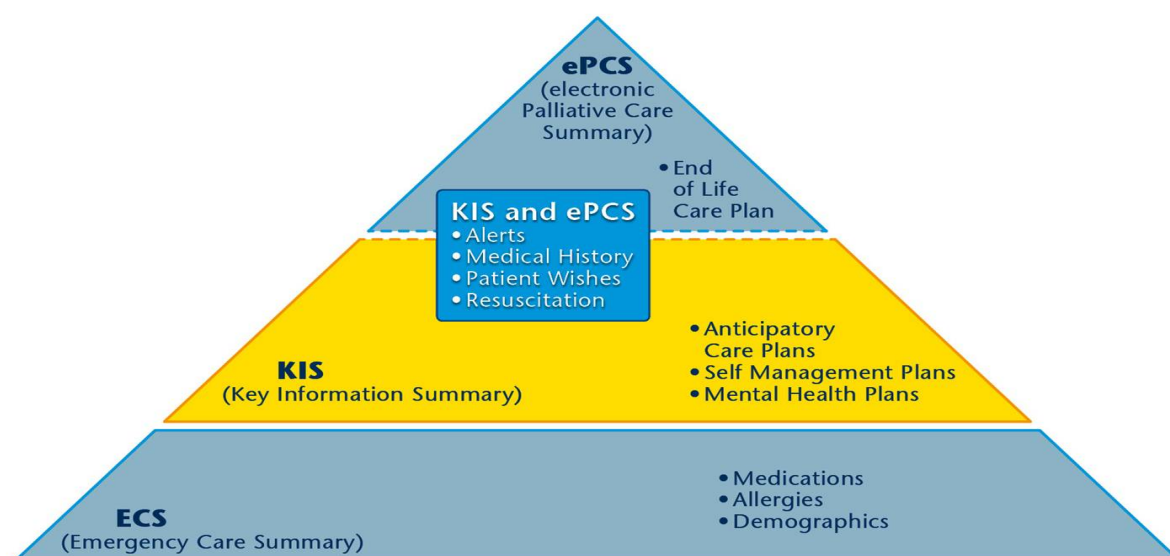 ePCS
(electronic
Palliative Care
Summary)
• End
of Life
Care Plan
KIS and ePCS
• Alerts
• Medical History
• Patient Wishes
• Resuscitation
• Anticipatory
Care Plans
• Self Management Plans
• Mental Health Plans
KIS
(Key Information Summary)
• Medications
• Allergies
• Demographics
ECS
(Emergency Care Summary)